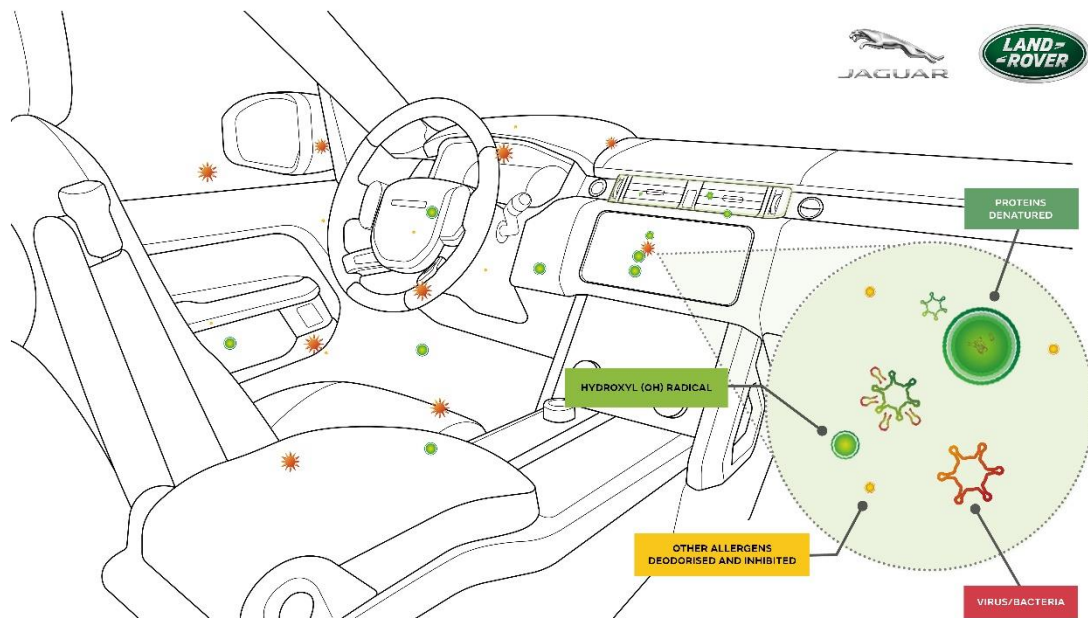 JAGUAR
LAND-
-ROVER
PROTEINS
DENATURED
HYDROXYL (OH) RADICAL
OTHER ALLERGENS
DEODORISED AND INHIBITED
VIRUS/BACTERIA